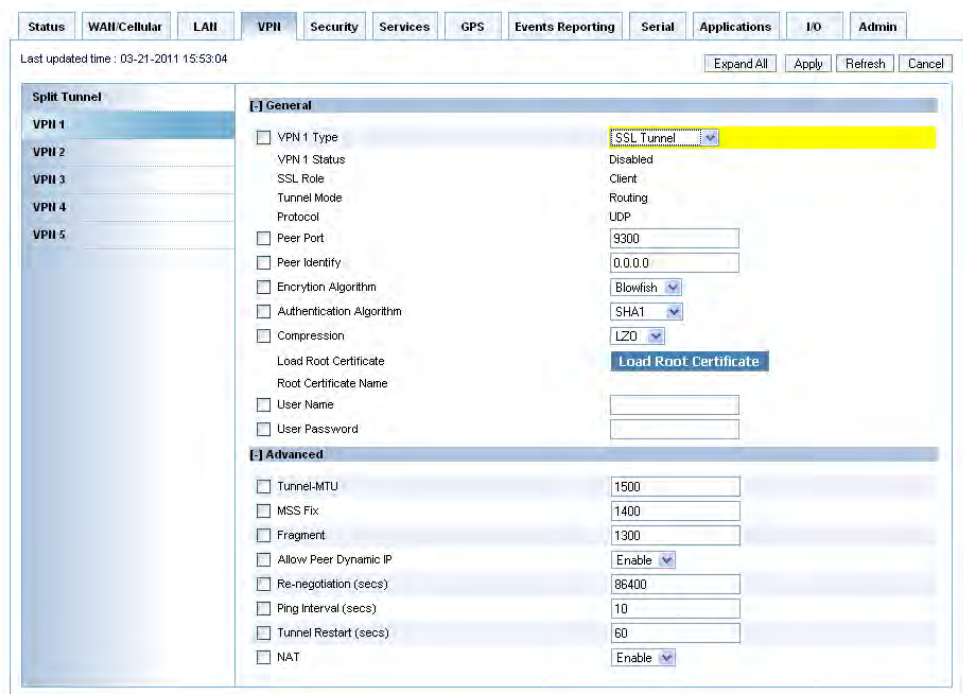 Status WAN/Cellular LAN VPN Security Services GPS Events Reporting Serial Applications I/O Admin
Last updated time : 03-21-2011 15:53:04 Expand All Apply Refresh Cancel
Split Tunnel
VPN 1
VPN 2
VPN 3
VPN 4
VPN 5
[-] General
VPN 1 Type SSL Tunnel
VPN 1 Status Disabled
SSL Role Client
Tunnel Mode Routing
Protocol UDP
Peer Port 9300
Peer Identify 0.0.0.0
Encrytion Algorithm Blowfish
Authentication Algorithm SHA1
Compression LZO
Load Root Certificate Load Root Certificate
Root Certificate Name
User Name
User Password
[-] Advanced
Tunnel-MTU 1500
MSS Fix 1400
Fragment 1300
Allow Peer Dynamic IP Enable
Re-negotiation (secs) 86400
Ping Interval (secs) 10
Tunnel Restart (secs) 60
NAT Enable